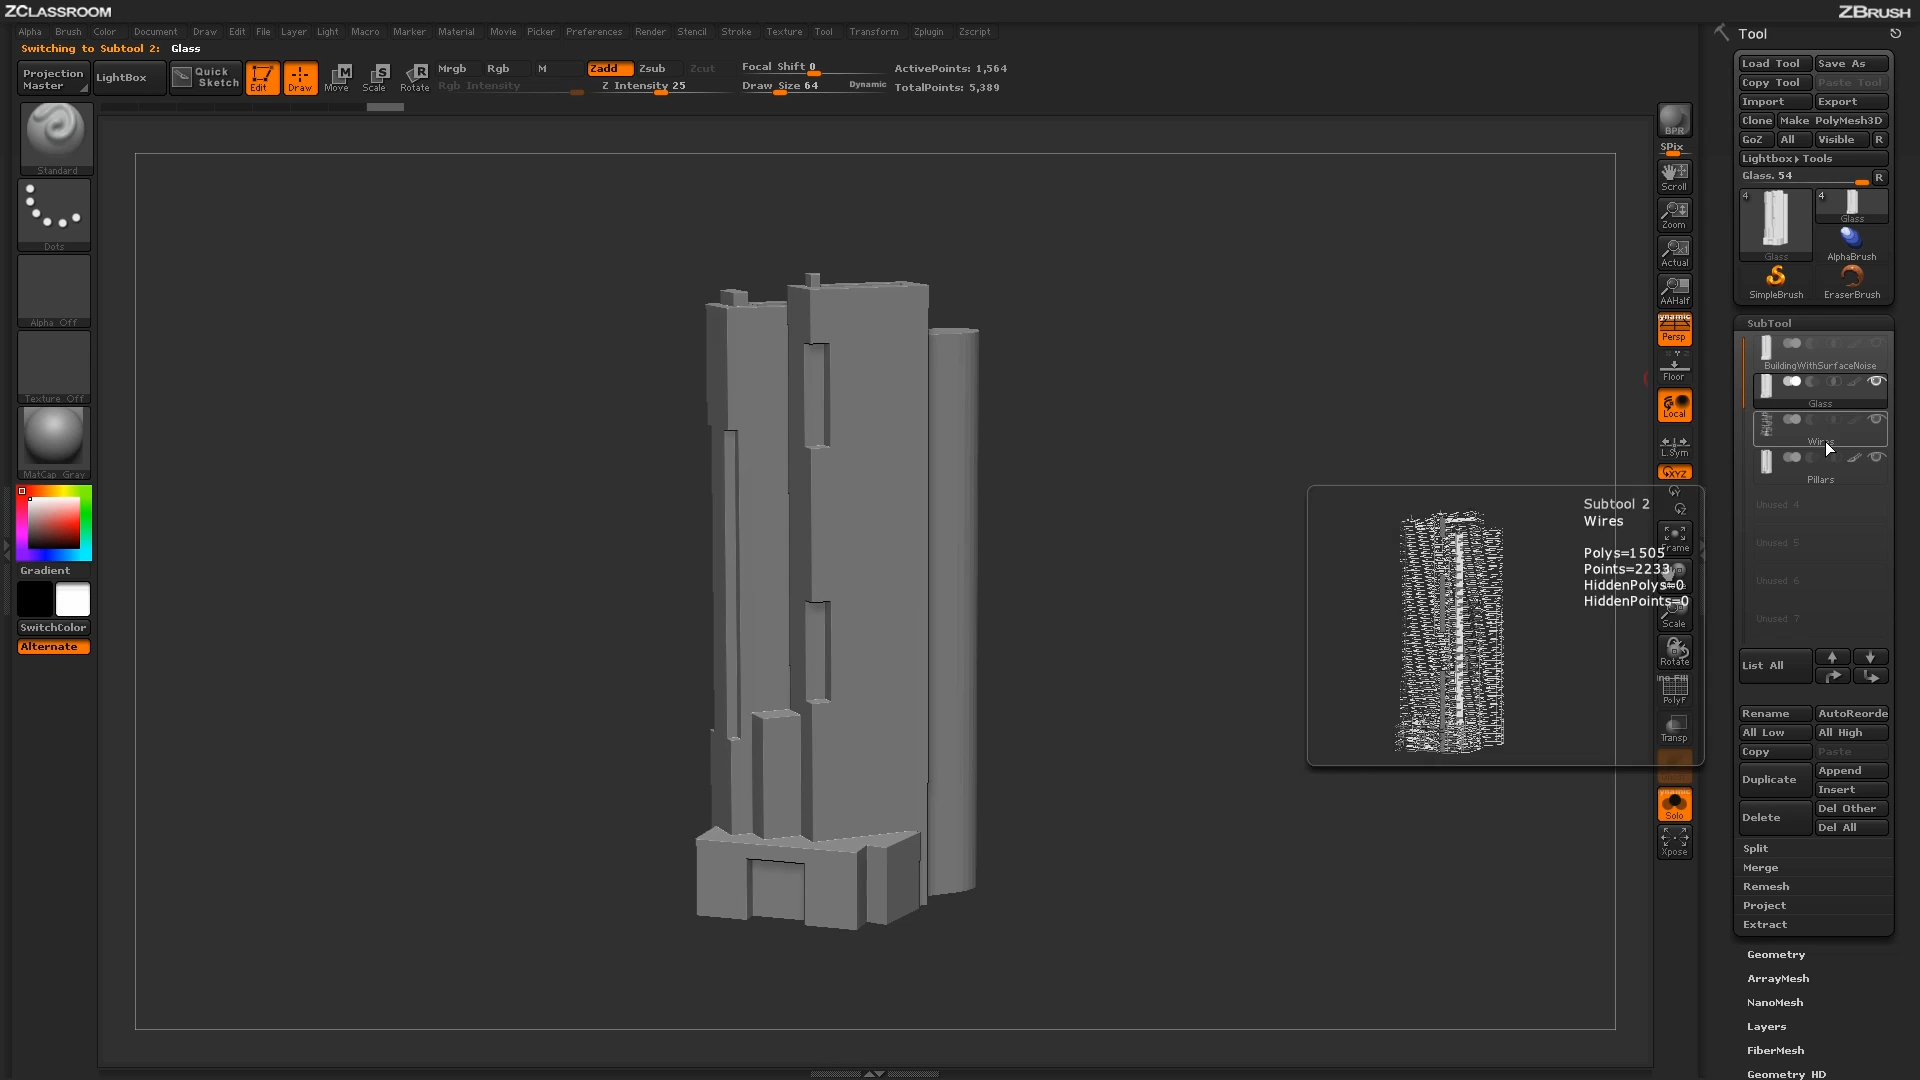 ZCLASSROOM
ZBRUSH
Alpha Brush Color Document Draw Edit File Layer Light Macro Marker Material Movie Picker Preferences Render Stencil Stroke Texture Tool Transform Zplugin Zscript
Switching to Subtool 2: Glass
Projection Master
LightBox
Quick Sketch
Edit
Draw
Move
Scale
Rotate
Mrgb Rgb M
Rgb Intensity
Zadd Zsub Zcut
Z Intensity 25
Focal Shift 0
Draw Size 64
Dynamic
ActivePoints: 1,564
TotalPoints: 5,389
Standard
Dots
Alpha Off
Texture Off
MatCap Gray
Gradient
SwitchColor
Alternate
BPR
SPix
Scroll
Zoom
Actual
AAHalf
Persp
Floor
Local
L.Sym
XYZ
Frame
Scale
Rotate
PolyF
Transp
Solo
Xpose
Subtool 2
Wires
Polys=1505
Points=2233
HiddenPolys=0
HiddenPoints=0
Tool
Load Tool Save As
Copy Tool Paste Tool
Import Export
Clone Make PolyMesh3D
GoZ All Visible R
Lightbox▸Tools
Glass. 54 R
4 4
Glass
Glass
AlphaBrush
SimpleBrush EraserBrush
SubTool
BuildingWithSurfaceNoise
Glass
Wires
Pillars
Unused 4
Unused 5
Unused 6
Unused 7
List All
Rename AutoReorde
All Low All High
Copy Paste
Duplicate Append
Insert
Delete Del Other
Del All
Split
Merge
Remesh
Project
Extract
Geometry
ArrayMesh
NanoMesh
Layers
FiberMesh
Geometry HD